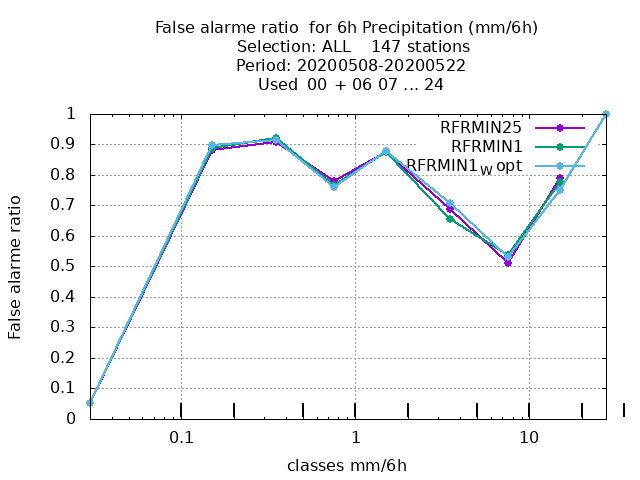 False alarme ratio  for 6h Precipitation (mm/6h)
Selection: ALL    147 stations
Period: 20200508-20200522
Used  00 + 06 07 ... 24
RFRMIN25
RFRMIN1
RFRMIN1W opt
1
0.9
0.8
0.7
0.6
0.5
0.4
0.3
0.2
0.1
0
False alarme ratio
0.1 1 10
classes mm/6h